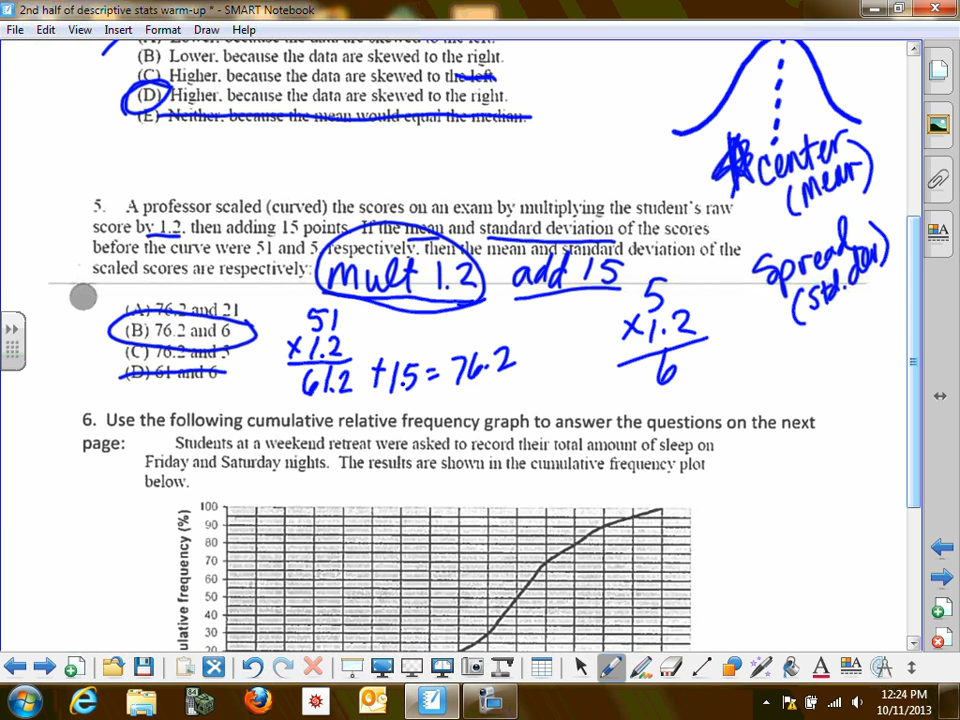 2nd half of descriptive stats warm-up * - SMART Notebook
File Edit View Insert Format Draw Help
(B) Lower, because the data are skewed to the right.
(C) Higher, because the data are skewed to the left.
(D) Higher, because the data are skewed to the right.
(E) Neither, because the mean would equal the median.
center
(mean)
5. A professor scaled (curved) the scores on an exam by multiplying the student's raw
score by 1.2, then adding 15 points. If the mean and standard deviation of the scores
before the curve were 51 and 5, respectively, then the mean and standard deviation of the
scaled scores are respectively:
mult 1.2 add 15
spread
(std. dev)
(A) 76.2 and 21
(B) 76.2 and 6
(C) 76.2 and 5
(D) 61 and 6
51
x1.2
61.2 +15 = 76.2
5
x1.2
6
6. Use the following cumulative relative frequency graph to answer the questions on the next
page: Students at a weekend retreat were asked to record their total amount of sleep on
Friday and Saturday nights. The results are shown in the cumulative frequency plot
below.
100
90
80
70
60
50
40
30
20
ulative frequency (%)
12:24 PM
10/11/2013